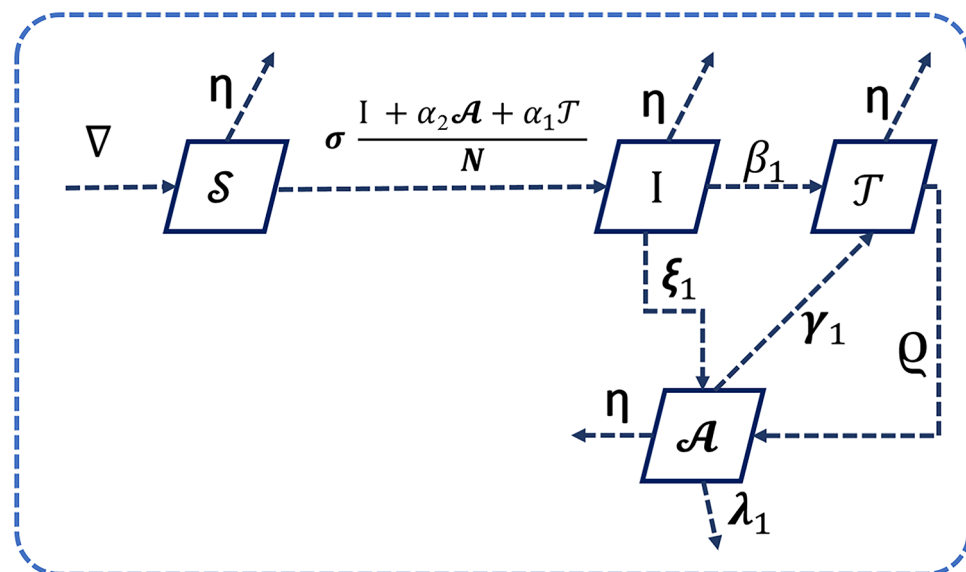 ∇
η
σ (I + α₂𝓐 + α₁𝒯)/N
η
η
𝓢
I
β₁
𝒯
ξ₁
γ₁
ϱ
η
𝓐
λ₁